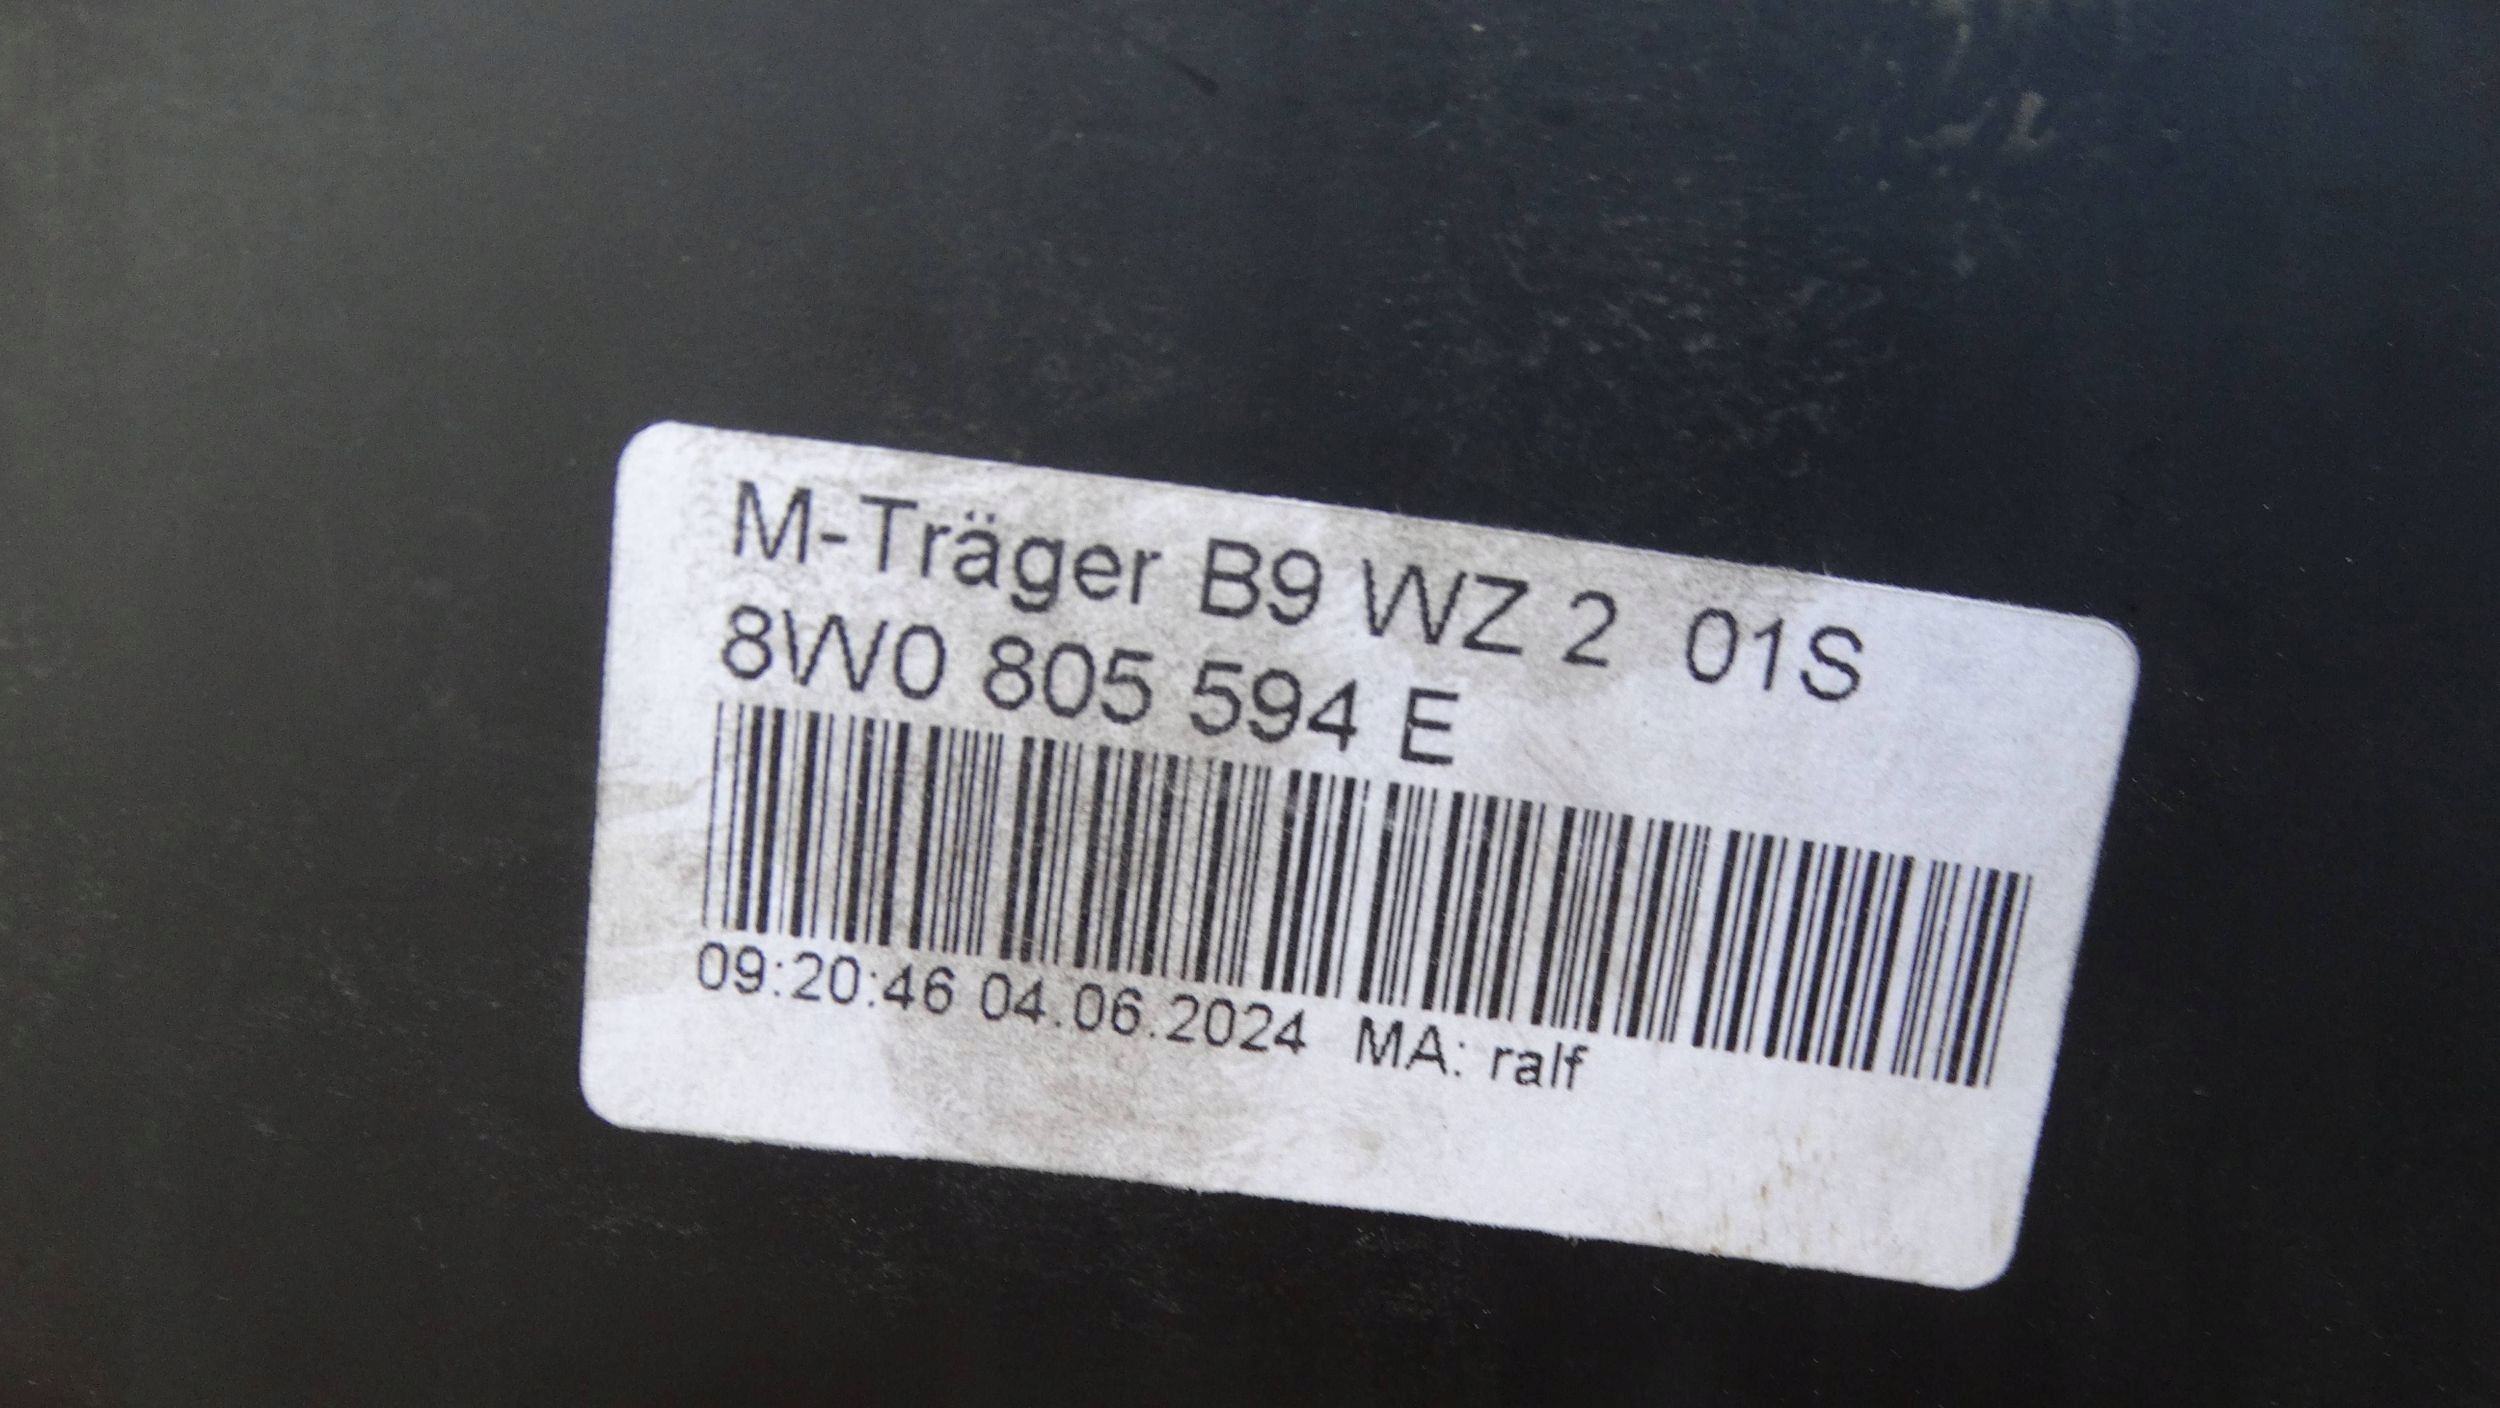 M-Träger B9 WZ 2 01S
8W0 805 594 E
09:20:46 04.06.2024 MA: ralf